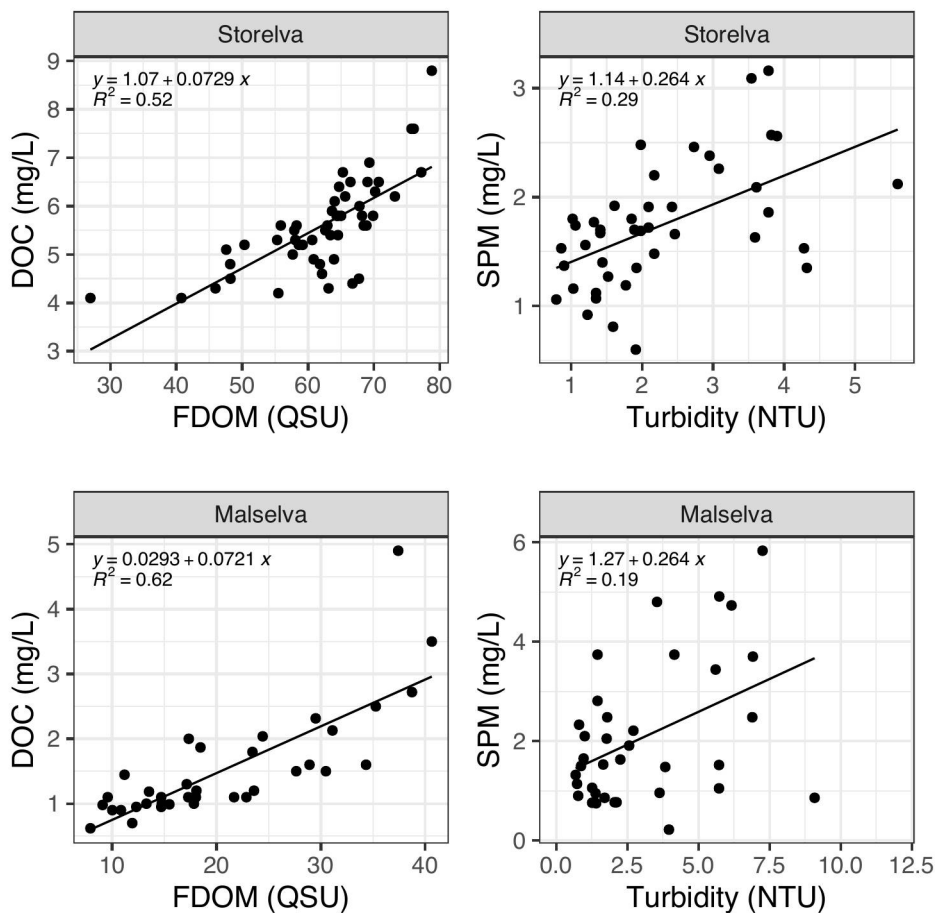 Storelva
y = 1.07 + 0.0729 x
R² = 0.52
9
8
7
6
5
4
3
DOC (mg/L)
30 40 50 60 70 80
FDOM (QSU)
Storelva
y = 1.14 + 0.264 x
R² = 0.29
3
2
1
SPM (mg/L)
1 2 3 4 5
Turbidity (NTU)
Malselva
y = 0.0293 + 0.0721 x
R² = 0.62
5
4
3
2
1
DOC (mg/L)
10 20 30 40
FDOM (QSU)
Malselva
y = 1.27 + 0.264 x
R² = 0.19
6
4
2
0
SPM (mg/L)
0.0 2.5 5.0 7.5 10.0 12.5
Turbidity (NTU)